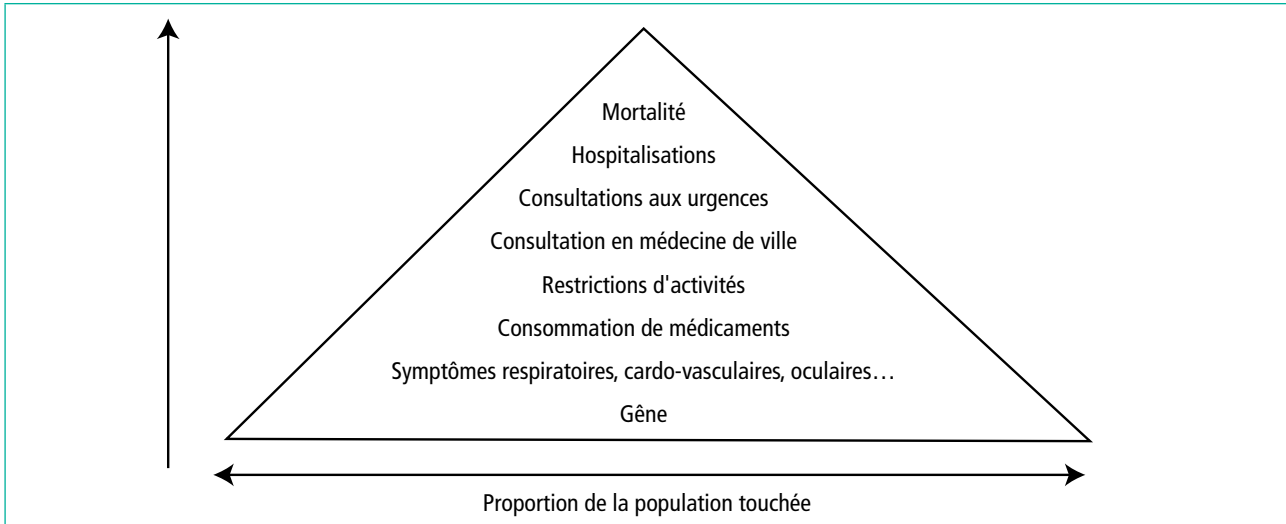 Mortalité
Hospitalisations
Consultations aux urgences
Consultation en médecine de ville
Restrictions d'activités
Consommation de médicaments
Symptômes respiratoires, cardo-vasculaires, oculaires…
Gêne
Proportion de la population touchée